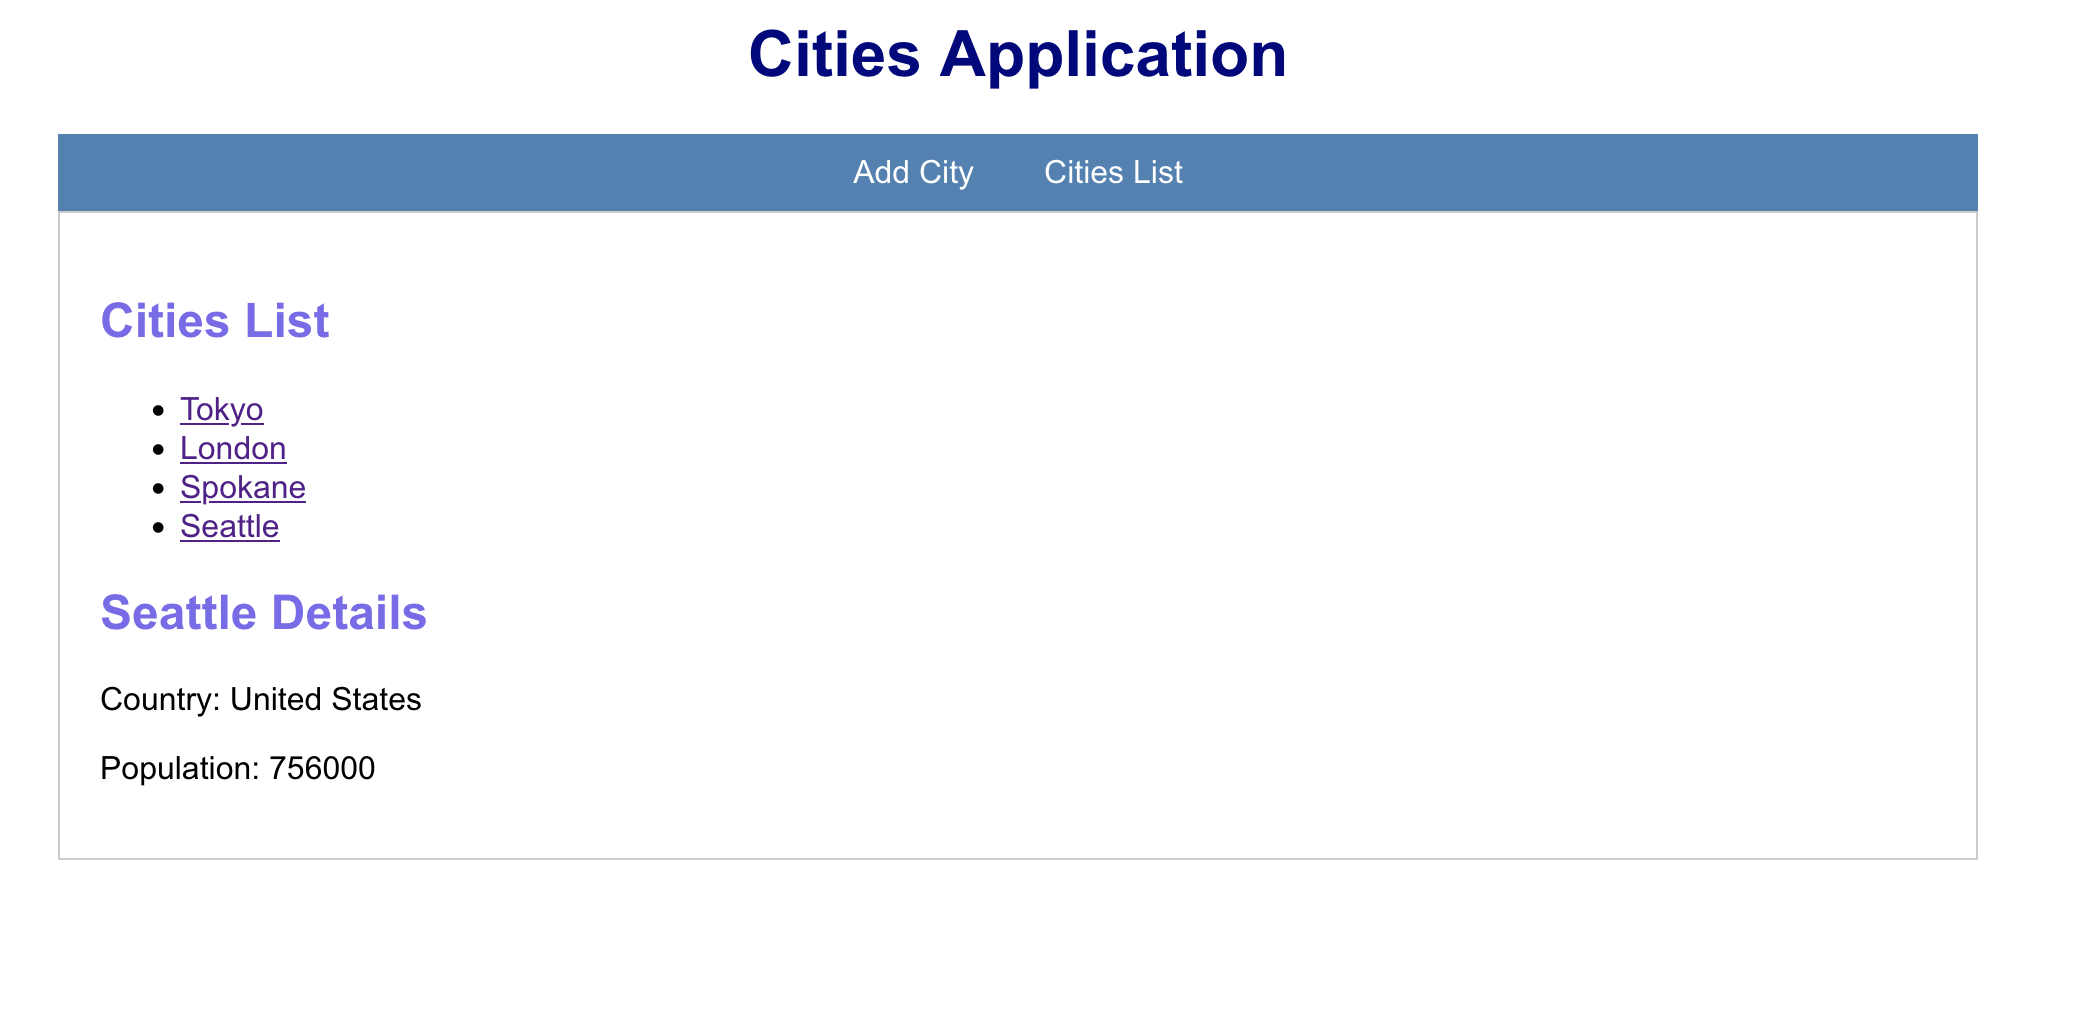 Cities Application
Add City Cities List
Cities List
Tokyo
London
Spokane
Seattle
Seattle Details
Country: United States
Population: 756000